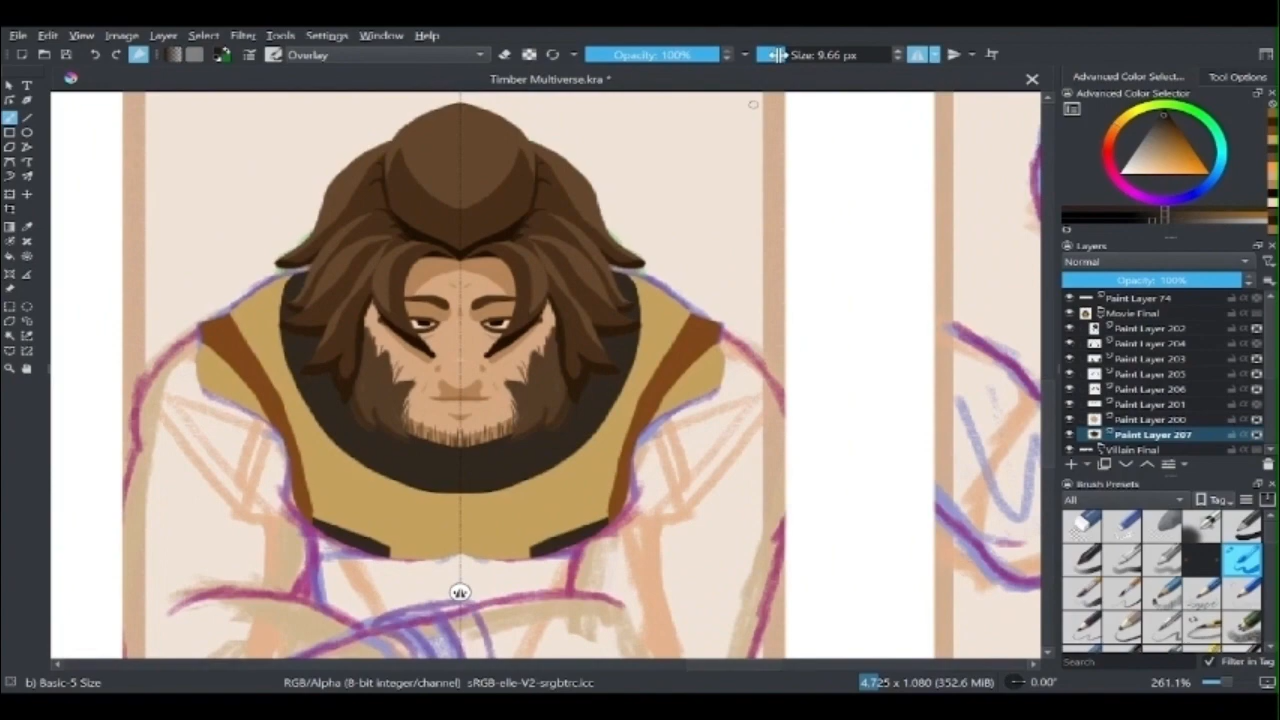 File Edit View Image Layer Select Filter Tools Settings Window Help
Overlay Opacity: 100% Size: 9.66 px
Timber Multiverse.kra *
Advanced Color Select... Tool Options
Advanced Color Selector
Layers
Normal
Opacity: 100%
Paint Layer 74
Movie Final
Paint Layer 202
Paint Layer 204
Paint Layer 203
Paint Layer 205
Paint Layer 206
Paint Layer 201
Paint Layer 200
Paint Layer 207
Villain Final
Brush Presets
All Tag
Search Filter in Tag
b) Basic-5 Size RGB/Alpha (8-bit integer/channel) sRGB-elle-V2-srgbtrc.icc 4.725 x 1.080 (352.6 MiB) 0.00° 261.1%